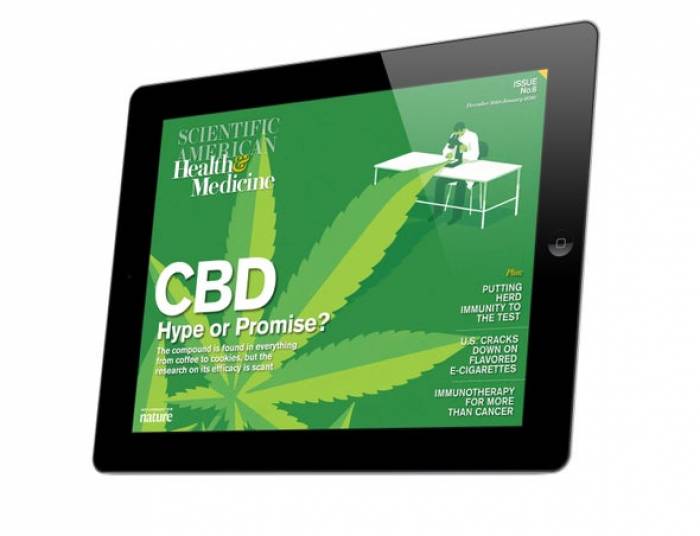 ISSUE
No.6
SCIENTIFIC
AMERICAN
Health&
Medicine
CBD
Hype or Promise?
The compound is found in everything
from coffee to cookies, but the
research on its efficacy is scant
Plus
PUTTING
HERD
IMMUNITY TO
THE TEST
U.S. CRACKS
DOWN ON
FLAVORED
E-CIGARETTES
IMMUNOTHERAPY
FOR MORE
THAN CANCER
nature